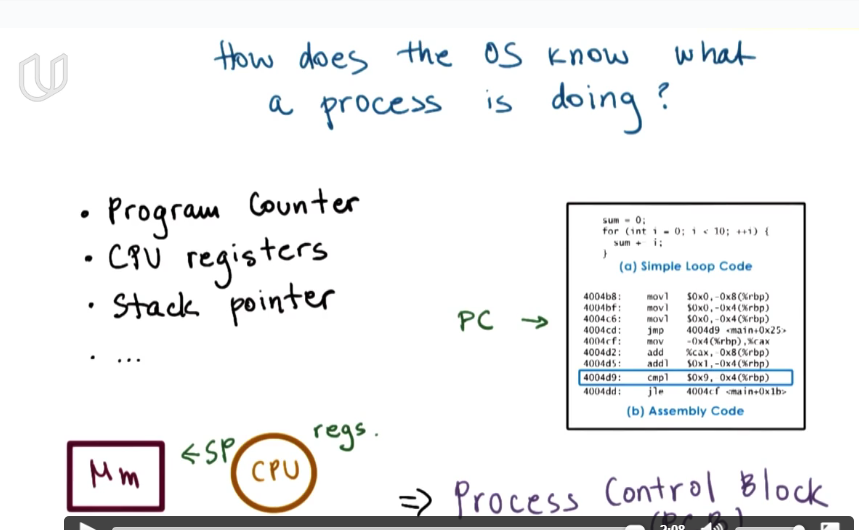 How does the OS know what
a process is doing?
• Program Counter
• CPU registers
• Stack pointer
• ...
PC →
sum = 0;
for (int i = 0; i < 10; ++i) {
sum + i;
}
(a) Simple Loop Code
4004b8: movl $0x0,-0x8(%rbp)
4004bf: movl $0x0,-0x4(%rbp)
4004c6: movl $0x0,-0x4(%rbp)
4004cd: jmp 4004d9 <main+0x25>
4004cf: mov -0x4(%rbp),%eax
4004d2: add %eax,-0x8(%rbp)
4004d5: addl $0x1,-0x4(%rbp)
4004d9: cmpl $0x9, 0x4(%rbp)
4004dd: jle 4004cf <main+0x1b>
(b) Assembly Code
Mm
← SP
CPU
regs.
⇒ Process Control Block
(PCB)
2:08